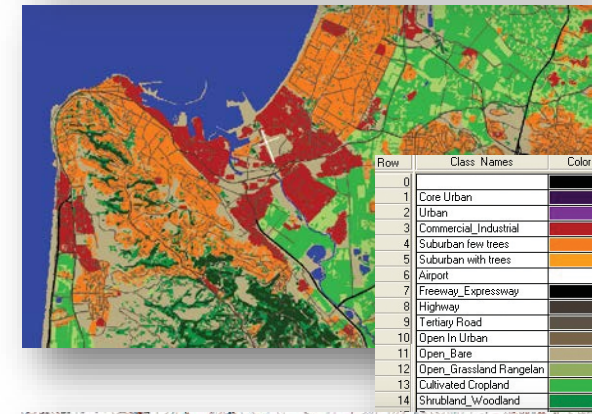 Row Class Names Color
0
1 Core Urban
2 Urban
3 Commercial_Industrial
4 Suburban few trees
5 Suburban with trees
6 Airport
7 Freeway_Expressway
8 Highway
9 Tertiary Road
10 Open In Urban
11 Open_Bare
12 Open_Grassland Rangelan
13 Cultivated Cropland
14 Shrubland_Woodland